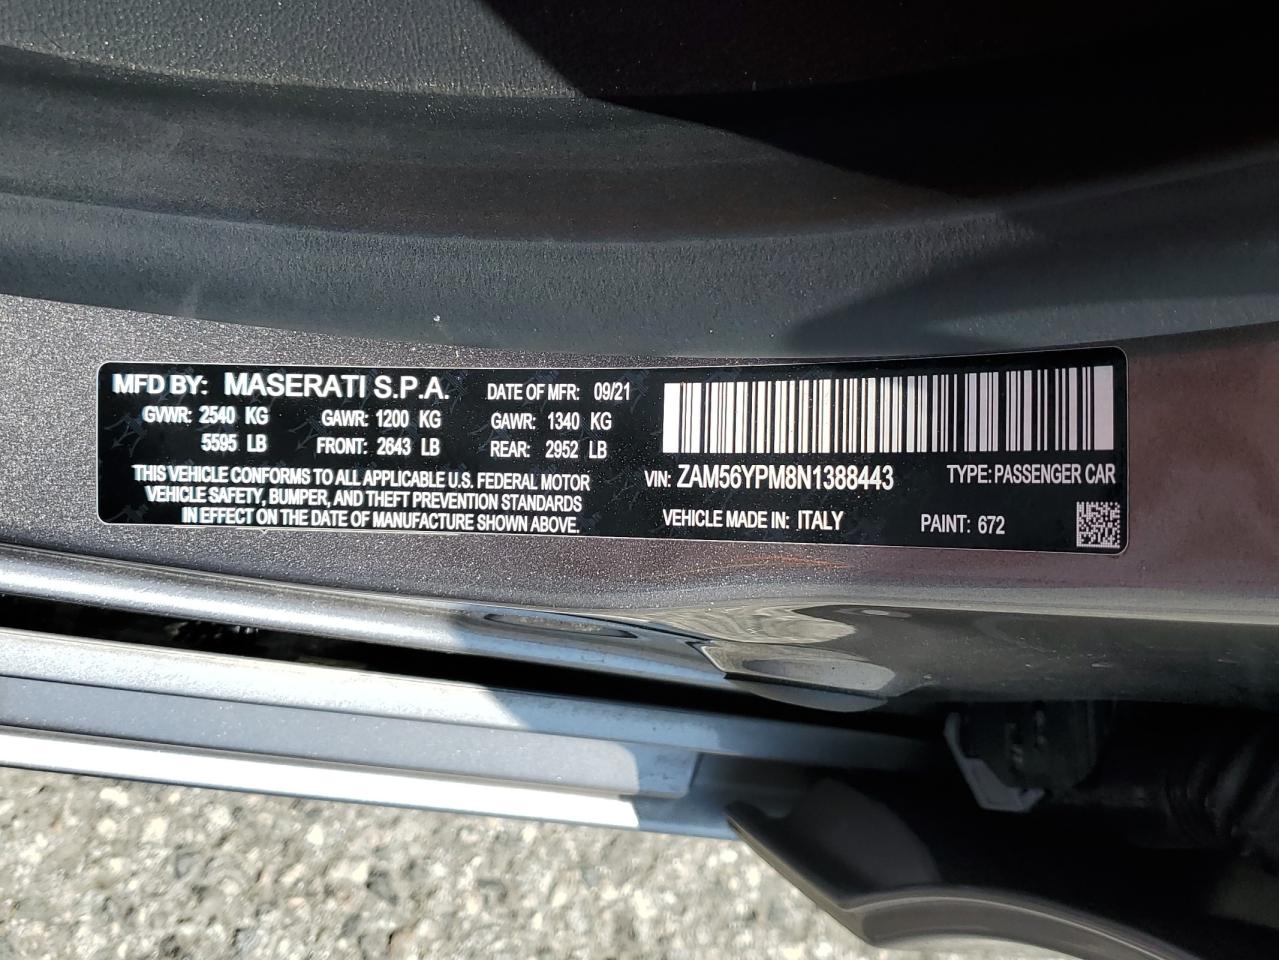 MFD BY: MASERATI S.P.A. DATE OF MFR: 09/21
GVWR: 2540 KG GAWR: 1200 KG GAWR: 1340 KG
5595 LB FRONT: 2643 LB REAR: 2952 LB
THIS VEHICLE CONFORMS TO ALL APPLICABLE U.S. FEDERAL MOTOR
VEHICLE SAFETY, BUMPER, AND THEFT PREVENTION STANDARDS
IN EFFECT ON THE DATE OF MANUFACTURE SHOWN ABOVE.
VIN: ZAM56YPM8N1388443 TYPE: PASSENGER CAR
VEHICLE MADE IN: ITALY PAINT: 672